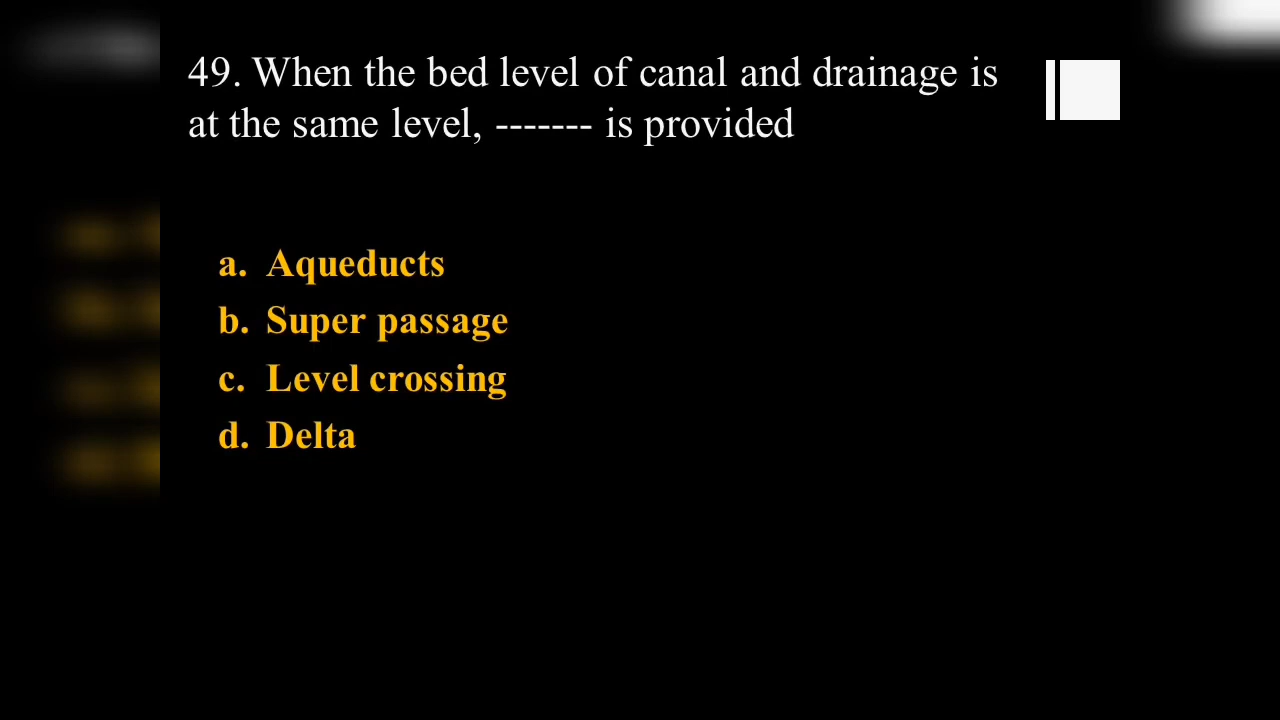 49. When the bed level of canal and drainage is
at the same level, ------- is provided
a. Aqueducts
b. Super passage
c. Level crossing
d. Delta